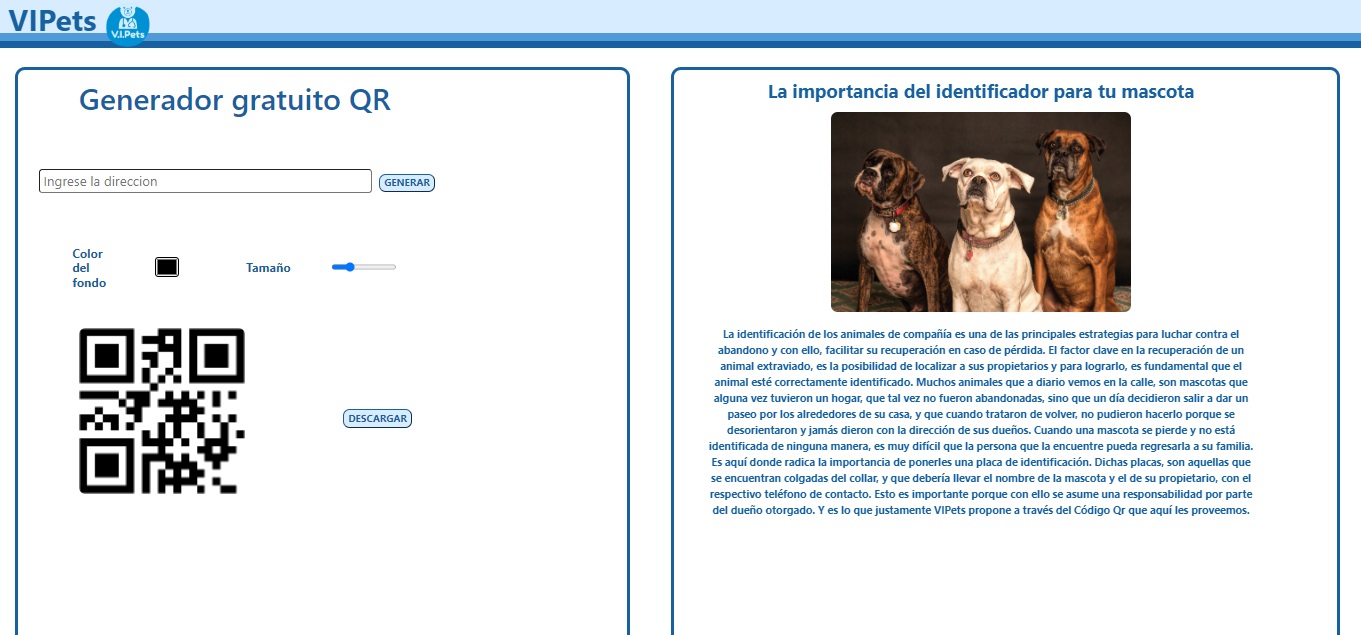 VIPets
V.I.Pets
Generador gratuito QR
Ingrese la direccion
GENERAR
Color
del
fondo
Tamaño
DESCARGAR
La importancia del identificador para tu mascota
La identificación de los animales de compañía es una de las principales estrategias para luchar contra el
abandono y con ello, facilitar su recuperación en caso de pérdida. El factor clave en la recuperación de un
animal extraviado, es la posibilidad de localizar a sus propietarios y para lograrlo, es fundamental que el
animal esté correctamente identificado. Muchos animales que a diario vemos en la calle, son mascotas que
alguna vez tuvieron un hogar, que tal vez no fueron abandonadas, sino que un día decidieron salir a dar un
paseo por los alrededores de su casa, y que cuando trataron de volver, no pudieron hacerlo porque se
desorientaron y jamás dieron con la dirección de sus dueños. Cuando una mascota se pierde y no está
identificada de ninguna manera, es muy difícil que la persona que la encuentre pueda regresarla a su familia.
Es aquí donde radica la importancia de ponerles una placa de identificación. Dichas placas, son aquellas que
se encuentran colgadas del collar, y que debería llevar el nombre de la mascota y el de su propietario, con el
respectivo teléfono de contacto. Esto es importante porque con ello se asume una responsabilidad por parte
del dueño otorgado. Y es lo que justamente VIPets propone a través del Código Qr que aquí les proveemos.